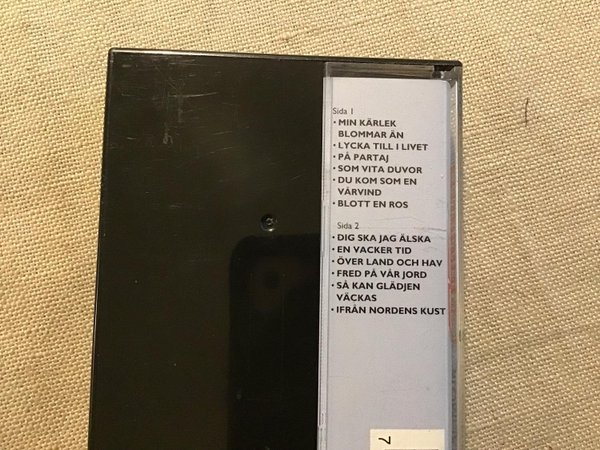 Sida 1
• MIN KÄRLEK
BLOMMAR ÄN
• LYCKA TILL I LIVET
• PÅ PARTAJ
• SOM VITA DUVOR
• DU KOM SOM EN
VÅRVIND
• BLOTT EN ROS
Sida 2
• DIG SKA JAG ÄLSKA
• EN VACKER TID
• ÖVER LAND OCH HAV
• FRED PÅ VÅR JORD
• SÅ KAN GLÄDJEN
VÄCKAS
• IFRÅN NORDENS KUST
7